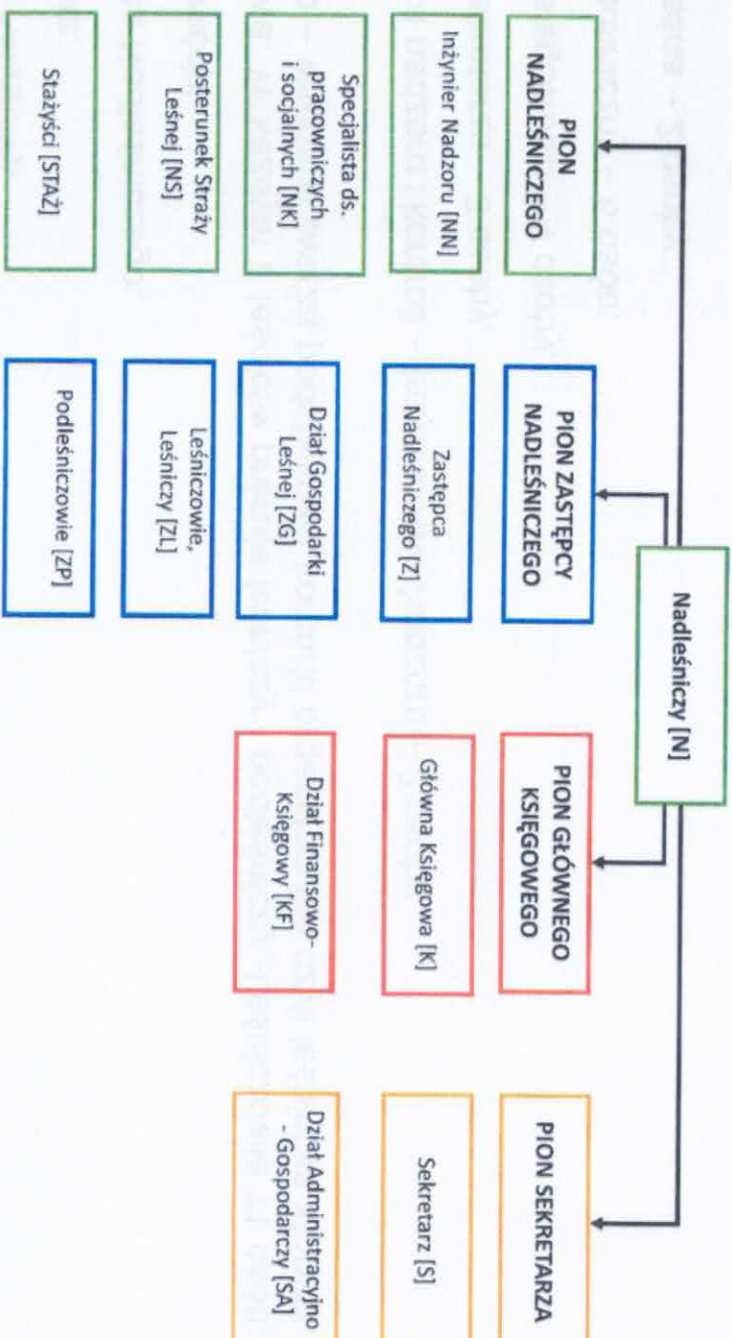 Nadleśniczy [N]
PION
NADLEŚNICZEGO
Inżynier Nadzoru [NN]
Specjalista ds.
pracowniczych
i socjalnych [NK]
Posterunek Straży
Leśnej [NS]
Stażyści [STAŻ]
PION ZASTĘPCY
NADLEŚNICZEGO
Zastępca
Nadleśniczego [Z]
Dział Gospodarki
Leśnej [ZG]
Leśniczowie,
Leśniczy [ZL]
Podleśniczowie [ZP]
PION GŁÓWNEGO
KSIĘGOWEGO
Główna Księgowa [K]
Dział Finansowo-
Księgowy [KF]
PION SEKRETARZA
Sekretarz [S]
Dział Administracyjno
- Gospodarczy [SA]